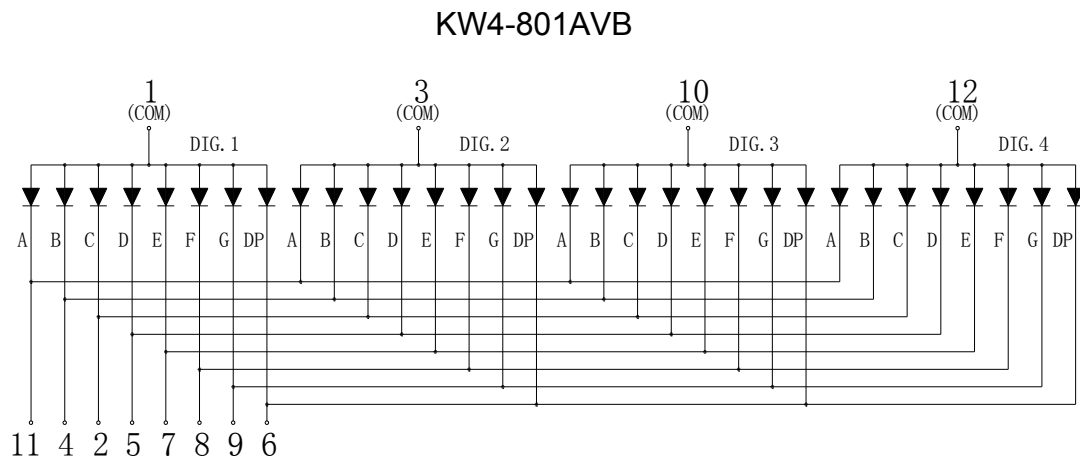 KW4-801AVB
1 3 10 12
(COM) (COM) (COM) (COM)
DIG.1 DIG.2 DIG.3 DIG.4
A B C D E F G DP A B C D E F G DP A B C D E F G DP A B C D E F G DP
11 4 2 5 7 8 9 6